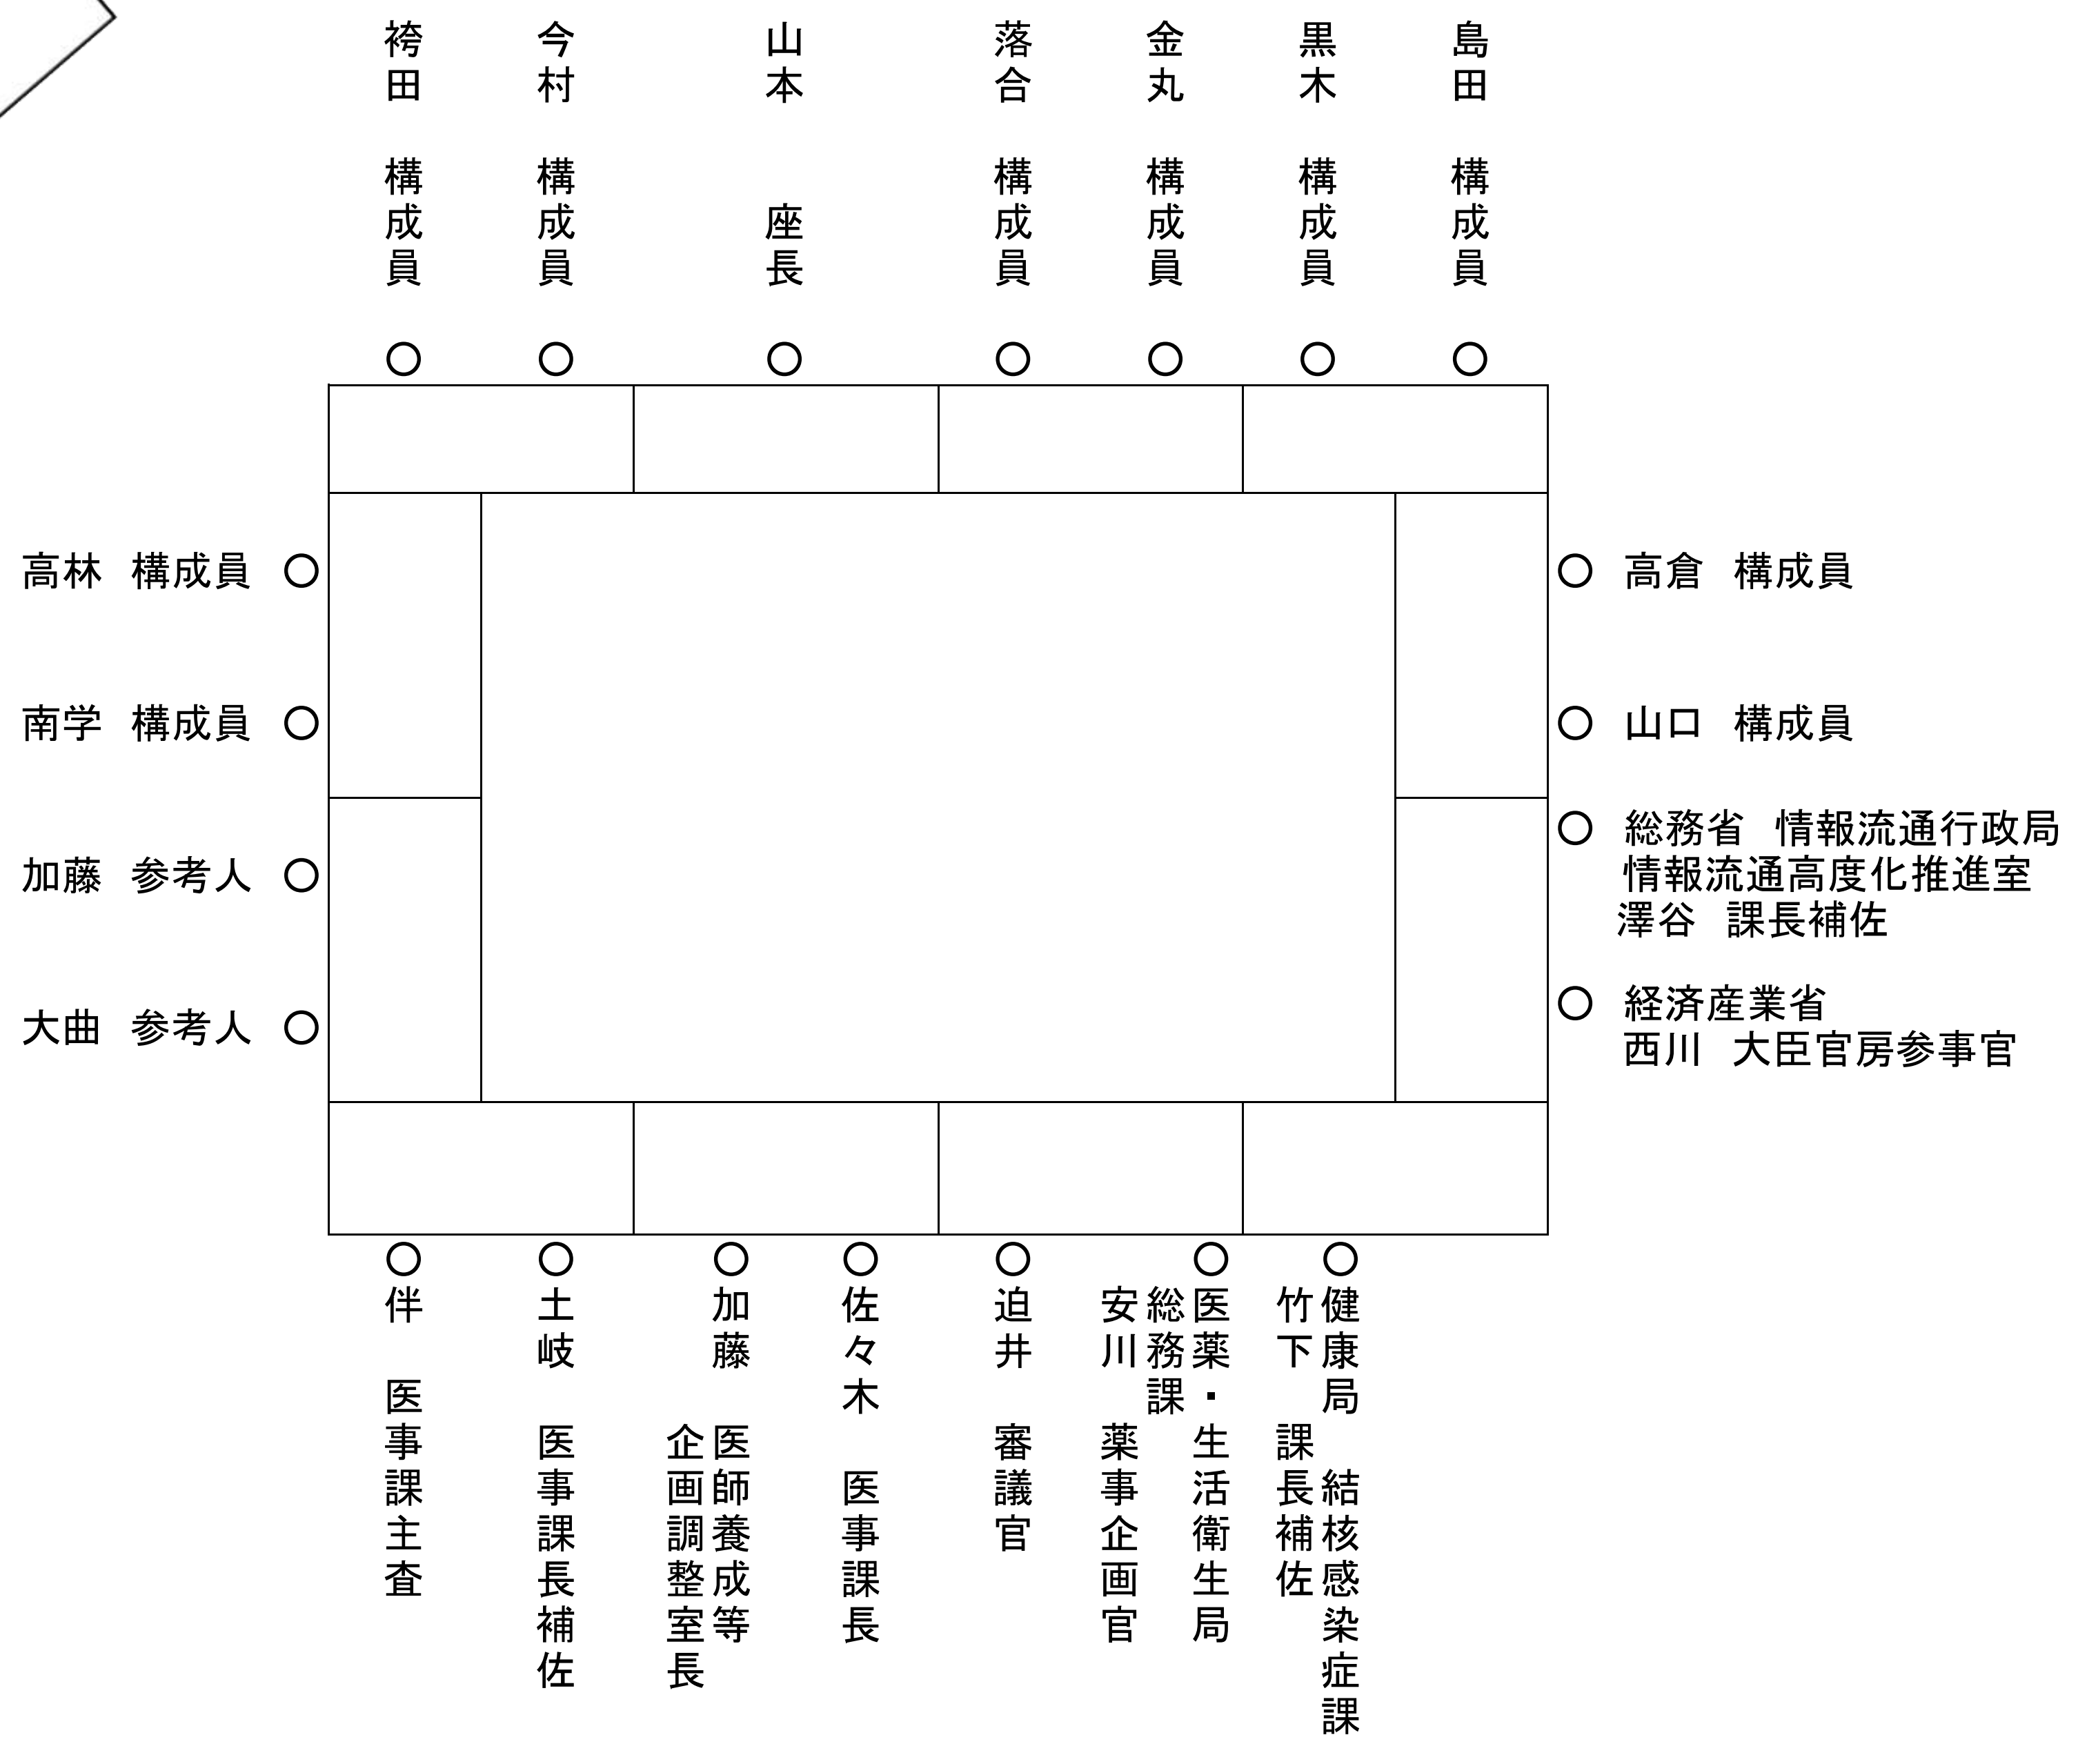 袴田　構成員
今村　構成員
山本　座長
落合　構成員
金丸　構成員
黒木　構成員
島田　構成員
高林　構成員
南学　構成員
加藤　参考人
大曲　参考人
高倉　構成員
山口　構成員
総務省　情報流通行政局
情報流通高度化推進室
澤谷　課長補佐
経済産業省
西川　大臣官房参事官
伴　医事課主査
土岐　医事課長補佐
加藤　医師養成等
企画調整室長
佐々木　医事課長
迫井　審議官
医薬・生活衛生局
総務課
安川　薬事企画官
健康局　結核感染症課
竹下　課長補佐